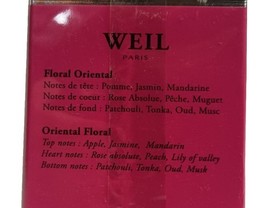 WEIL
PARIS
Floral Oriental
Notes de tête : Pomme, Jasmin, Mandarine
Notes de coeur : Rose Absolue, Pêche, Muguet
Notes de fond : Patchouli, Tonka, Oud, Musc
Oriental Floral
Top notes : Apple, Jasmine, Mandarin
Heart notes : Rose absolute, Peach, Lily of valley
Bottom notes : Patchouli, Tonka, Oud, Musk